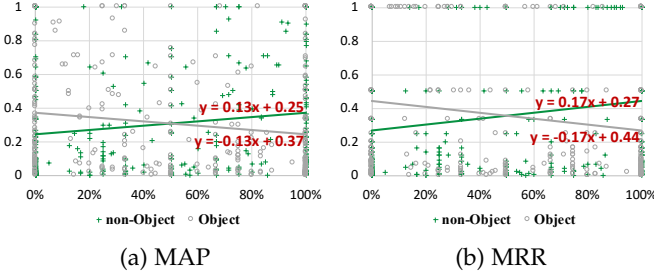 1
0.8
0.6
0.4
0.2
0
y = 0.13x + 0.25
y = -0.13x + 0.37
0% 20% 40% 60% 80% 100%
non-Object Object
(a) MAP
1
0.8
0.6
0.4
0.2
0
y = 0.17x + 0.27
y = -0.17x + 0.44
0% 20% 40% 60% 80% 100%
non-Object Object
(b) MRR